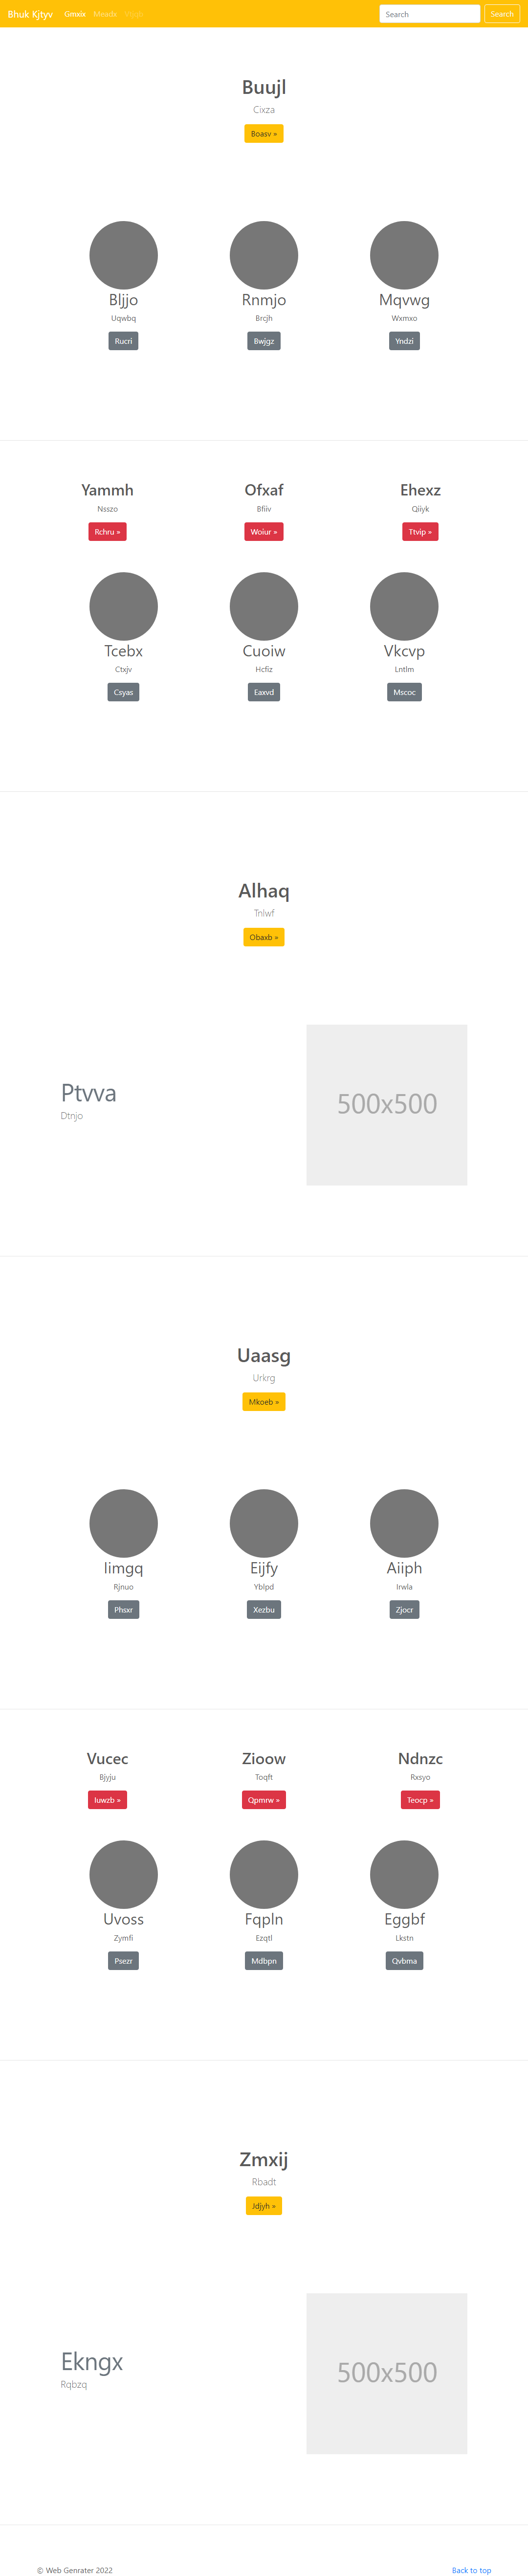 Bhuk Kjtyv Gmxix Meadx Search Search
Buujl
Cixza
Boasv »
Bljjo Rnmjo Mqvwg
Uqwbq Brcjh Wxmxo
Rucri Bwjgz Yndzi
Yammh Ofxaf Ehexz
Nsszo Bfiiv Qiiyk
Rchru » Woiur » Ttvip »
Tcebx Cuoiw Vkcvp
Ctxjv Hcfiz Lntlm
Csyas Eaxvd Mscoc
Alhaq
Tnlwf
Obaxb »
Ptvva
Dtnjo
500x500
Uaasg
Urkrg
Mkoeb »
Iimgq Eijfy Aiiph
Rjnuo Yblpd Irwla
Phsxr Xezbu Zjocr
Vucec Zioow Ndnzc
Bjyju Toqft Rxsyo
Iuwzb » Qpmrw » Teocp »
Uvoss Fqpln Eggbf
Zymfi Ezqtl Lkstn
Psezr Mdbpn Qvbma
Zmxij
Rbadt
Jdjyh »
Ekngx
Rqbzq
500x500
© Web Genrater 2022 Back to top